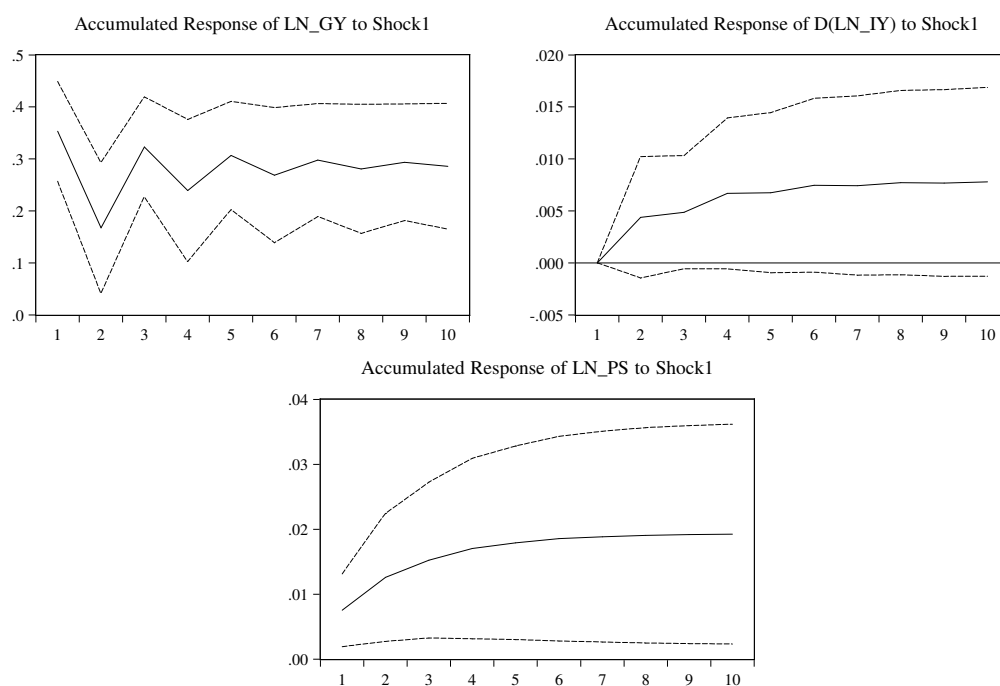 Accumulated Response of LN_GY to Shock1
.5
.4
.3
.2
.1
.0
1 2 3 4 5 6 7 8 9 10
Accumulated Response of D(LN_IY) to Shock1
.020
.015
.010
.005
.000
-.005
1 2 3 4 5 6 7 8 9 10
Accumulated Response of LN_PS to Shock1
.04
.03
.02
.01
.00
1 2 3 4 5 6 7 8 9 10